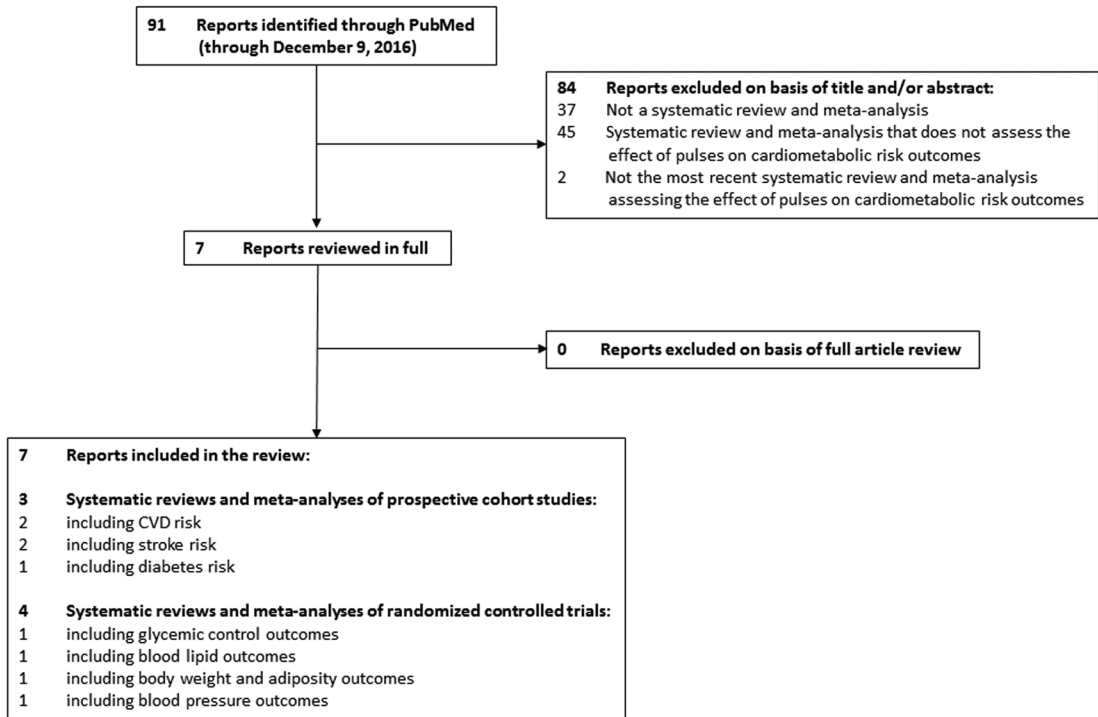 91 Reports identified through PubMed
(through December 9, 2016)
84 Reports excluded on basis of title and/or abstract:
37 Not a systematic review and meta-analysis
45 Systematic review and meta-analysis that does not assess the
effect of pulses on cardiometabolic risk outcomes
2 Not the most recent systematic review and meta-analysis
assessing the effect of pulses on cardiometabolic risk outcomes
7 Reports reviewed in full
0 Reports excluded on basis of full article review
7 Reports included in the review:
3 Systematic reviews and meta-analyses of prospective cohort studies:
2 including CVD risk
2 including stroke risk
1 including diabetes risk
4 Systematic reviews and meta-analyses of randomized controlled trials:
1 including glycemic control outcomes
1 including blood lipid outcomes
1 including body weight and adiposity outcomes
1 including blood pressure outcomes